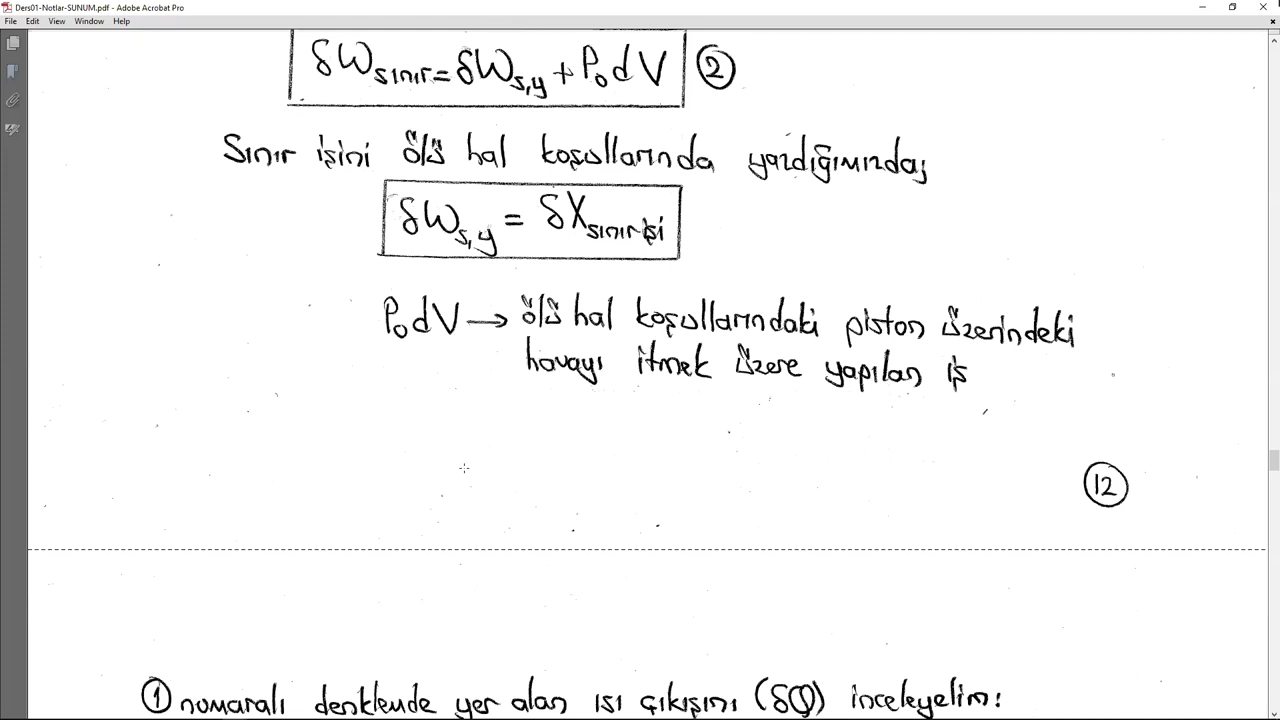 Ders01-Notlar-SUNUM.pdf - Adobe Acrobat Pro
File Edit View Window Help
δW sınır = δW s,y + P₀dV ②
Sınır işini ölü hal koşullarında yazdığımızda;
δW s,y = δX sınır işi
P₀dV → ölü hal koşullarındaki piston üzerindeki
havayı itmek üzere yapılan iş
12
① numaralı denklemde yer alan ısı çıkışını (δQ) inceleyelim: